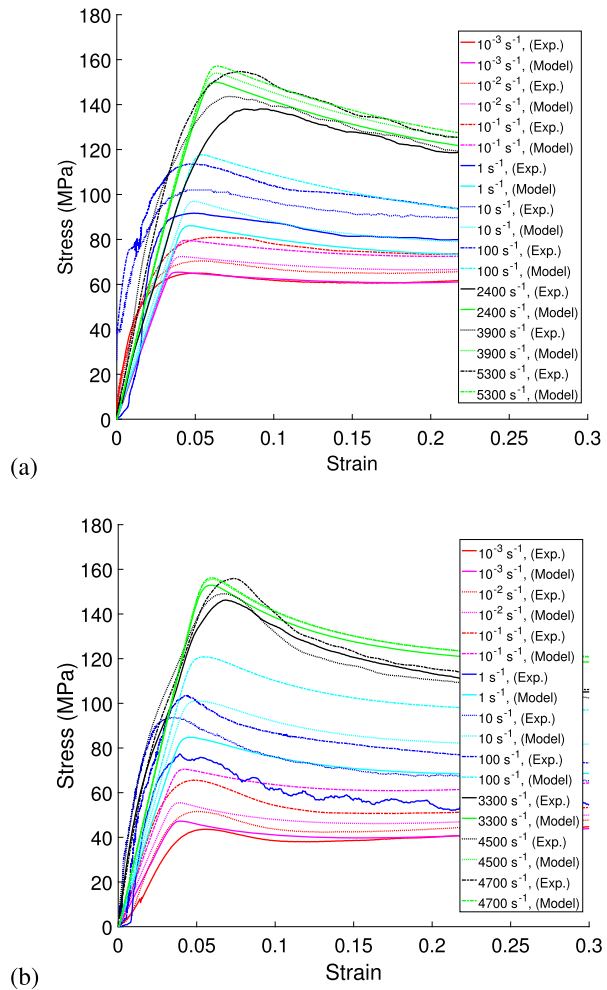 180
160
140
120
100
80
60
40
20
0
Stress (MPa)
0
0.05
0.1
0.15
0.2
0.25
0.3
Strain
10⁻³ s⁻¹, (Exp.)
10⁻³ s⁻¹, (Model)
10⁻² s⁻¹, (Exp.)
10⁻² s⁻¹, (Model)
10⁻¹ s⁻¹, (Exp.)
10⁻¹ s⁻¹, (Model)
1 s⁻¹, (Exp.)
1 s⁻¹, (Model)
10 s⁻¹, (Exp.)
10 s⁻¹, (Model)
100 s⁻¹, (Exp.)
100 s⁻¹, (Model)
2400 s⁻¹, (Exp.)
2400 s⁻¹, (Model)
3900 s⁻¹, (Exp.)
3900 s⁻¹, (Model)
5300 s⁻¹, (Exp.)
5300 s⁻¹, (Model)
(a)
180
160
140
120
100
80
60
40
20
0
Stress (MPa)
0
0.05
0.1
0.15
0.2
0.25
0.3
Strain
10⁻³ s⁻¹, (Exp.)
10⁻³ s⁻¹, (Model)
10⁻² s⁻¹, (Exp.)
10⁻² s⁻¹, (Model)
10⁻¹ s⁻¹, (Exp.)
10⁻¹ s⁻¹, (Model)
1 s⁻¹, (Exp.)
1 s⁻¹, (Model)
10 s⁻¹, (Exp.)
10 s⁻¹, (Model)
100 s⁻¹, (Exp.)
100 s⁻¹, (Model)
3300 s⁻¹, (Exp.)
3300 s⁻¹, (Model)
4500 s⁻¹, (Exp.)
4500 s⁻¹, (Model)
4700 s⁻¹, (Exp.)
4700 s⁻¹, (Model)
(b)